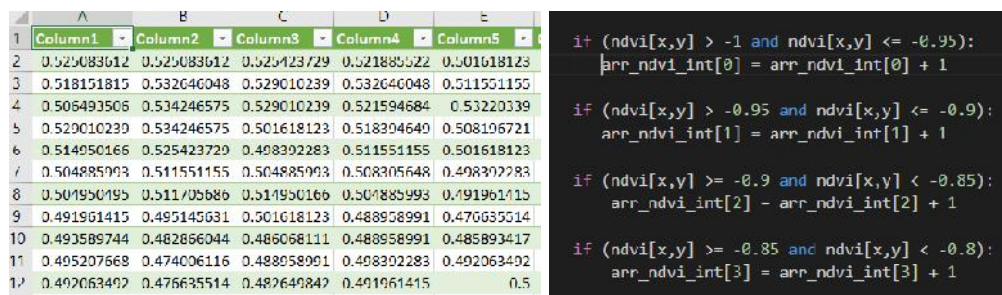 A B C D E
1 Column1 Column2 Column3 Column4 Column5
2 0.525083612 0.525083612 0.525423729 0.521885522 0.501618123
3 0.518151815 0.532646048 0.529010239 0.532646048 0.511551155
4 0.506493506 0.534246575 0.529010239 0.521594684 0.53220339
5 0.529010239 0.534246575 0.501618123 0.518394649 0.508196721
6 0.514950166 0.525423729 0.498392283 0.511551155 0.501618123
7 0.504885993 0.511551155 0.504885993 0.508305648 0.498392283
8 0.504950495 0.511705686 0.514950166 0.504885993 0.491961415
9 0.491961415 0.495145631 0.501618123 0.488958991 0.476635514
10 0.493589744 0.482866044 0.486068111 0.488958991 0.485893417
11 0.495207668 0.474006116 0.488958991 0.498392283 0.492063492
12 0.492063492 0.476635514 0.482649842 0.491961415 0.5
if (ndvi[x,y] > -1 and ndvi[x,y] <= -0.95):
arr_ndvi_int[0] = arr_ndvi_int[0] + 1
if (ndvi[x,y] > -0.95 and ndvi[x,y] <= -0.9):
arr_ndvi_int[1] = arr_ndvi_int[1] + 1
if (ndvi[x,y] >= -0.9 and ndvi[x,y] < -0.85):
arr_ndvi_int[2] = arr_ndvi_int[2] + 1
if (ndvi[x,y] >= -0.85 and ndvi[x,y] < -0.8):
arr_ndvi_int[3] = arr_ndvi_int[3] + 1